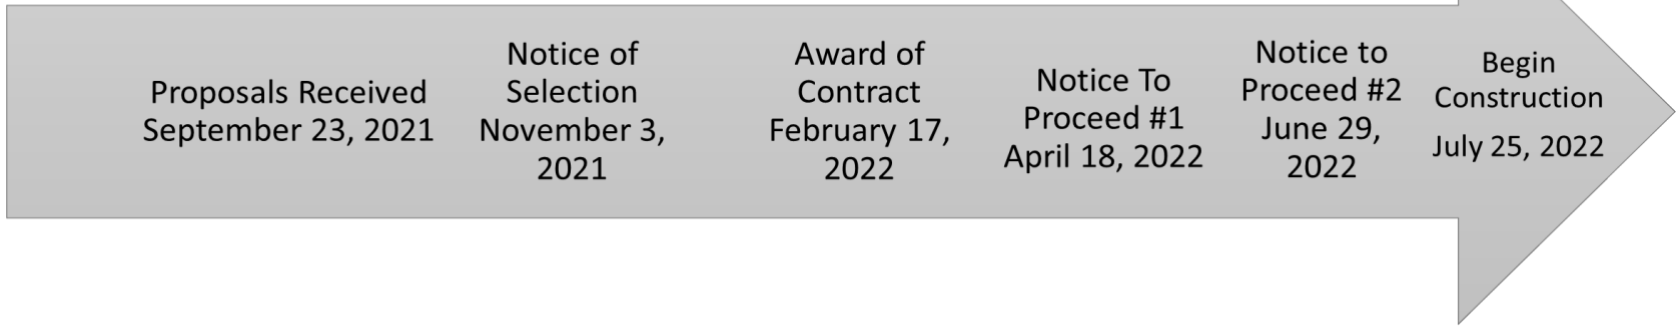 Proposals Received
September 23, 2021
Notice of
Selection
November 3,
2021
Award of
Contract
February 17,
2022
Notice To
Proceed #1
April 18, 2022
Notice to
Proceed #2
June 29,
2022
Begin
Construction
July 25, 2022